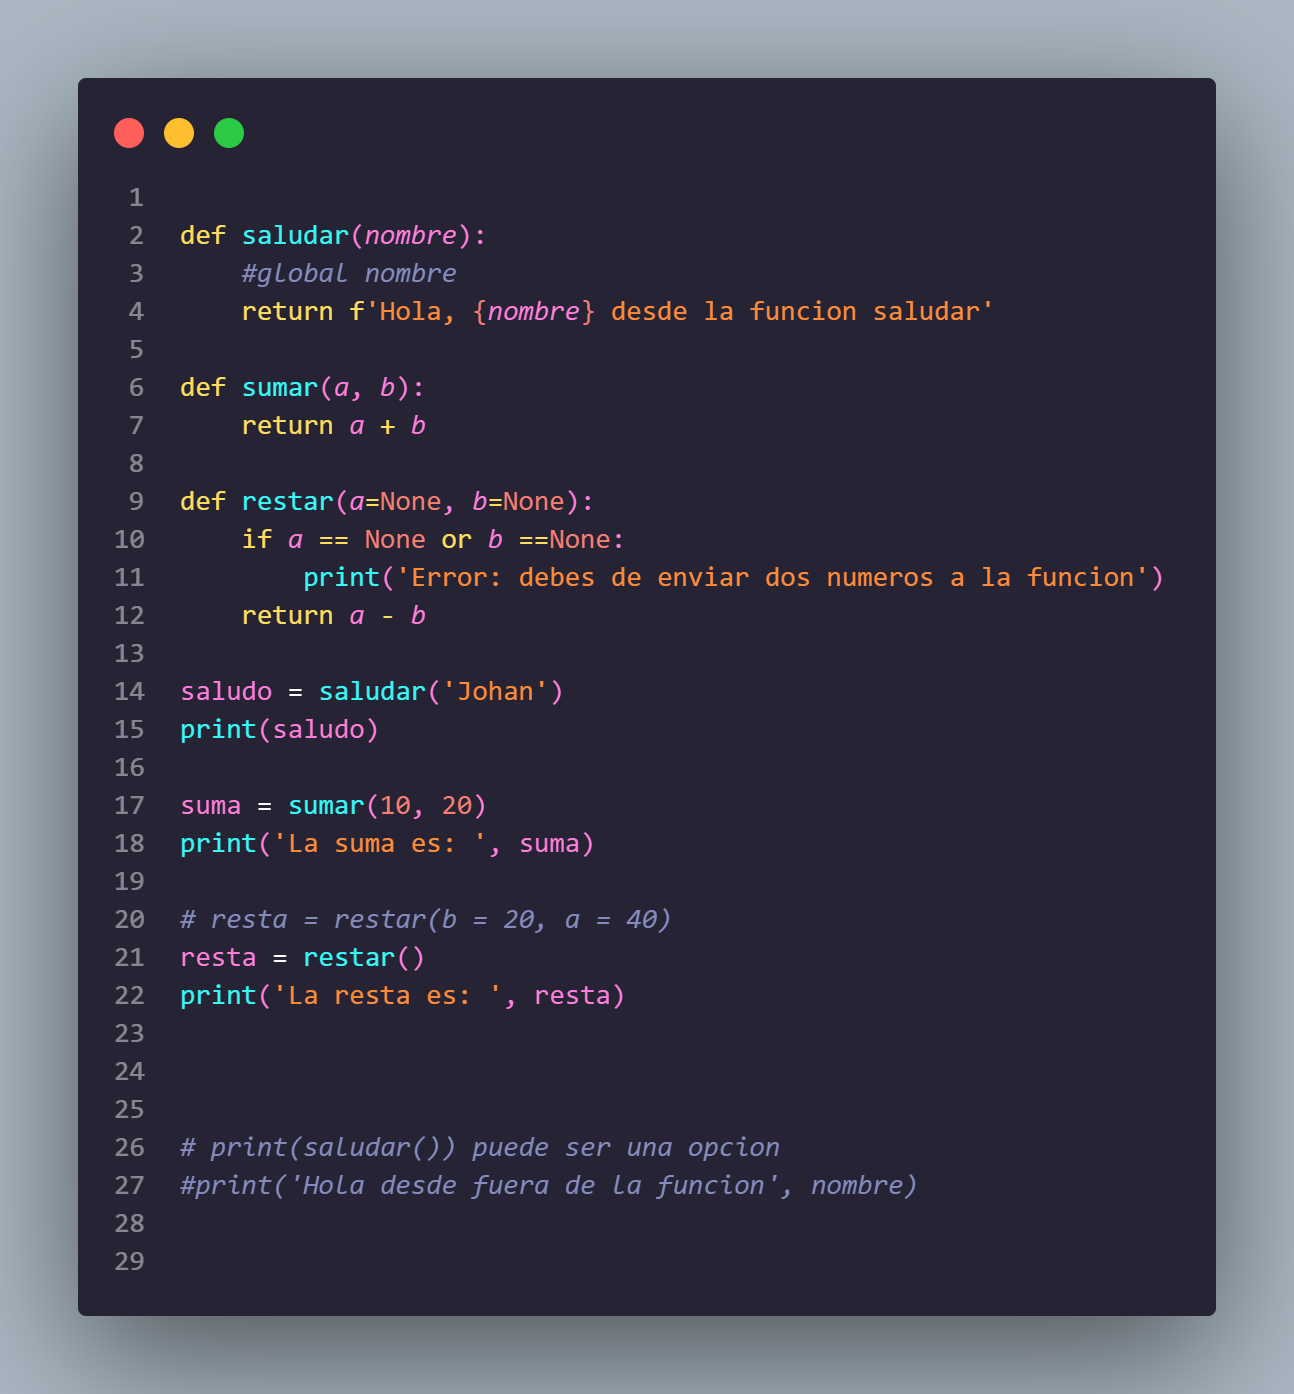 1
2 def saludar(nombre):
3     #global nombre
4     return f'Hola, {nombre} desde la funcion saludar'
5
6 def sumar(a, b):
7     return a + b
8
9 def restar(a=None, b=None):
10     if a == None or b ==None:
11         print('Error: debes de enviar dos numeros a la funcion')
12     return a - b
13
14 saludo = saludar('Johan')
15 print(saludo)
16
17 suma = sumar(10, 20)
18 print('La suma es: ', suma)
19
20 # resta = restar(b = 20, a = 40)
21 resta = restar()
22 print('La resta es: ', resta)
23
24
25
26 # print(saludar()) puede ser una opcion
27 #print('Hola desde fuera de la funcion', nombre)
28
29